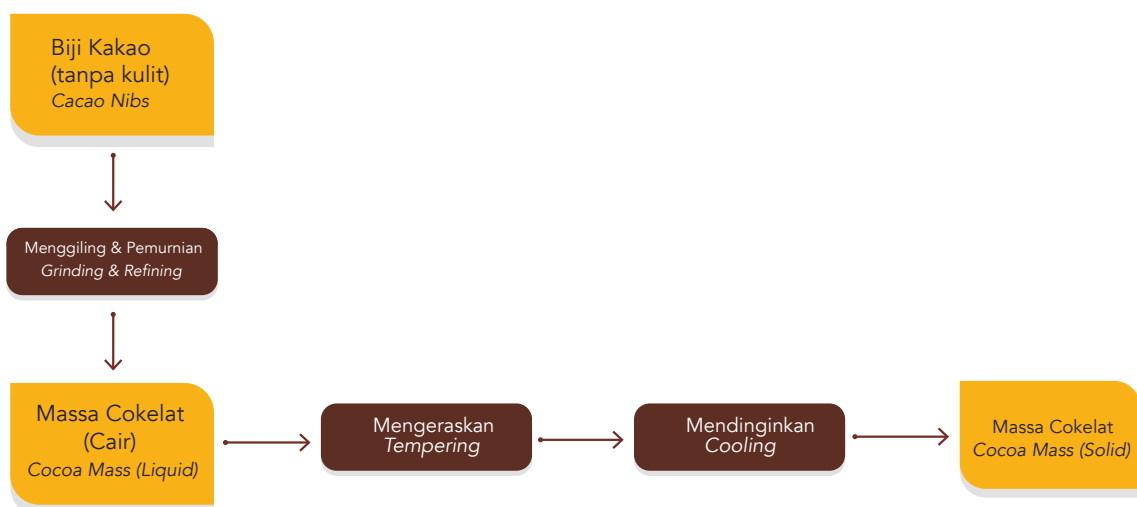 Biji Kakao
(tanpa kulit)
Cacao Nibs
Menggiling & Pemurnian
Grinding & Refining
Massa Cokelat
(Cair)
Cocoa Mass (Liquid)
Mengeraskan
Tempering
Mendinginkan
Cooling
Massa Cokelat
Cocoa Mass (Solid)